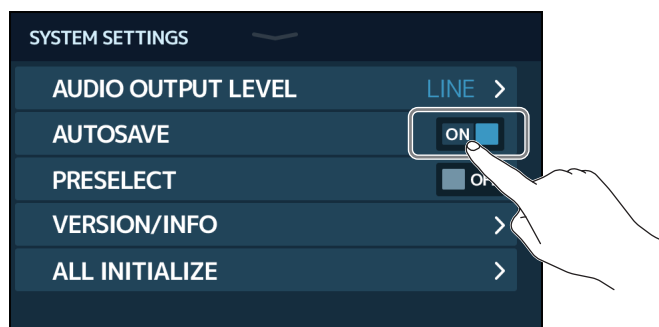 SYSTEM SETTINGS
AUDIO OUTPUT LEVEL LINE
AUTOSAVE ON
PRESELECT
VERSION/INFO
ALL INITIALIZE